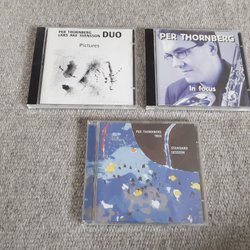 PER THORNBERG
LARS ÅKE SVENSSON DUO
Pictures
PER THORNBERG
In focus
PER THORNBERG
TRIO
STANDARD
SESSION